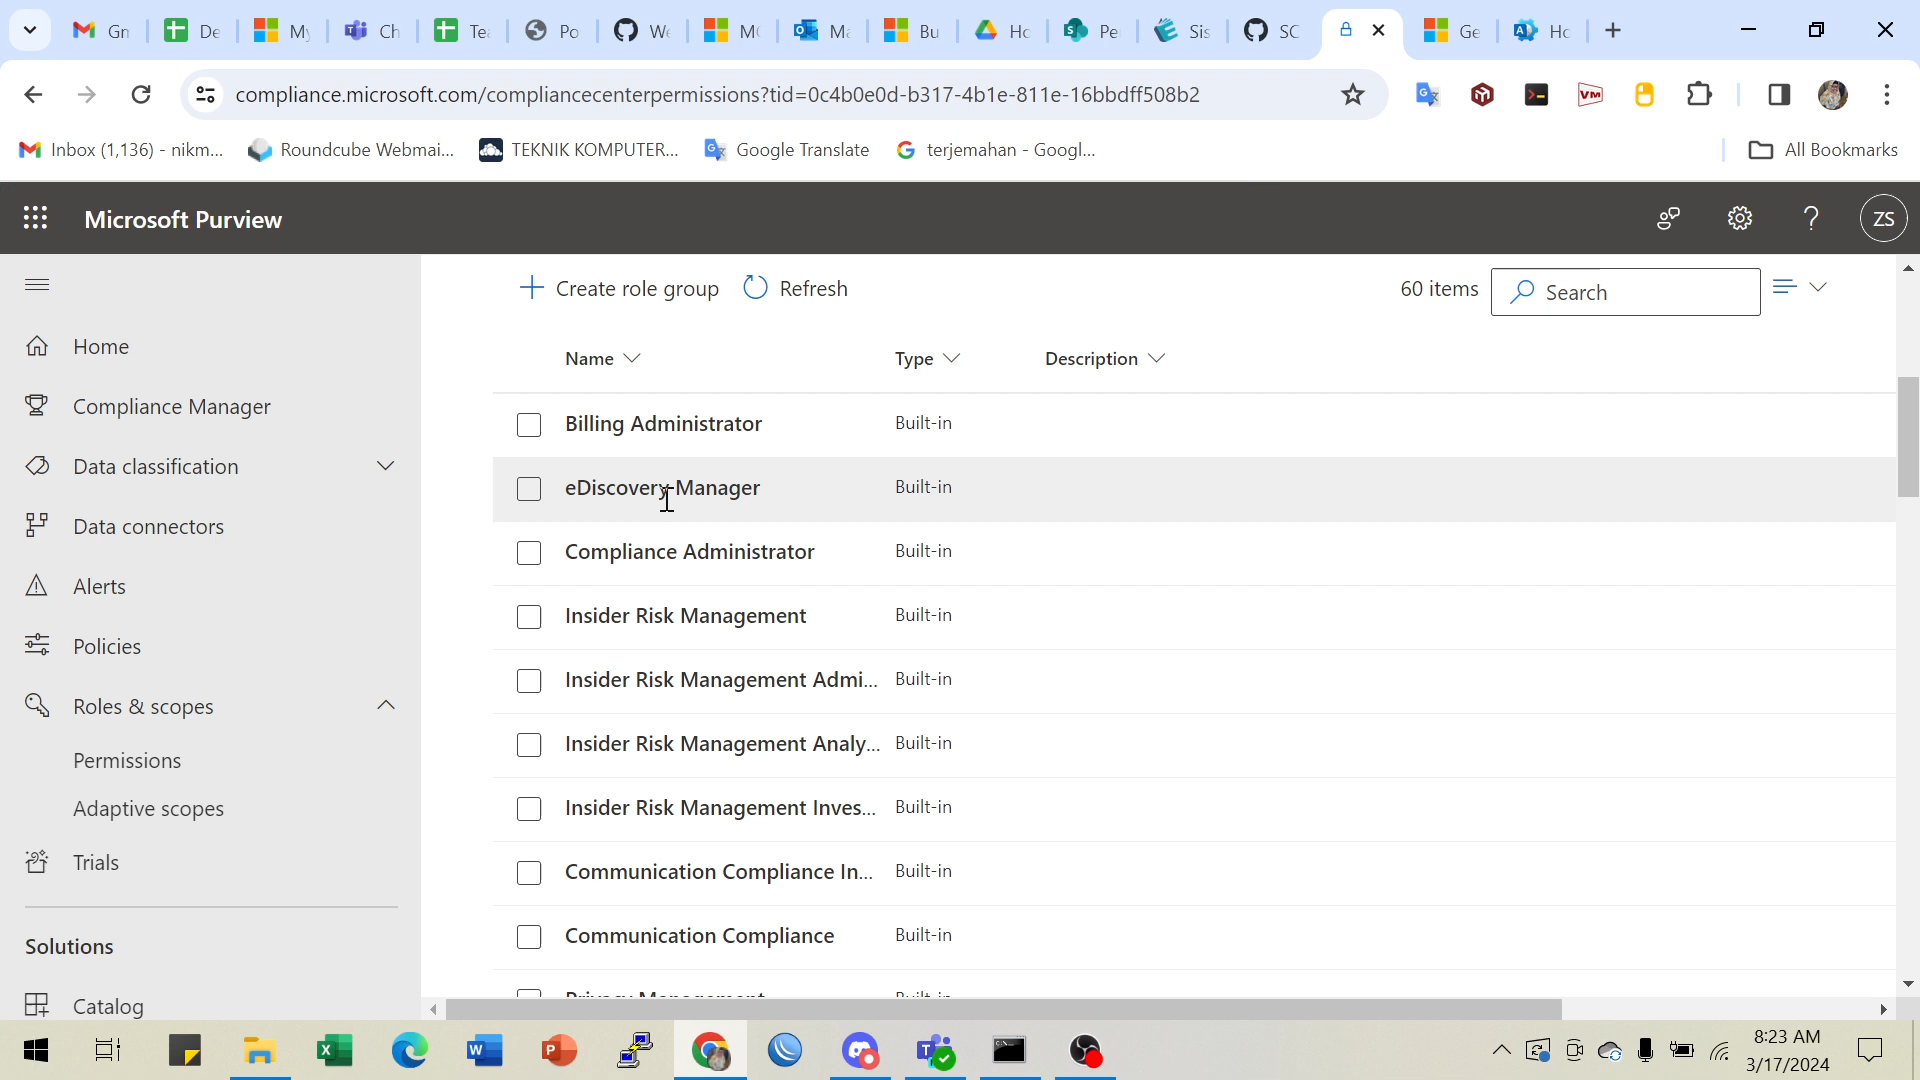 Gm
De
My
Ch
Tea
Po
We
MC
Ma
Bu
Ho
Pe
Sis
SC
Ge
Ho
compliance.microsoft.com/compliancecenterpermissions?tid=0c4b0e0d-b317-4b1e-811e-16bbdff508b2
Inbox (1,136) - nikm...
Roundcube Webmai...
TEKNIK KOMPUTER...
Google Translate
terjemahan - Googl...
All Bookmarks
Microsoft Purview
ZS
Home
Compliance Manager
Data classification
Data connectors
Alerts
Policies
Roles & scopes
Permissions
Adaptive scopes
Trials
Solutions
Catalog
Create role group
Refresh
60 items
Search
Name
Type
Description
Billing Administrator Built-in
eDiscovery Manager Built-in
Compliance Administrator Built-in
Insider Risk Management Built-in
Insider Risk Management Admi... Built-in
Insider Risk Management Analy... Built-in
Insider Risk Management Inves... Built-in
Communication Compliance In... Built-in
Communication Compliance Built-in
Privacy Management Built-in
8:23 AM
3/17/2024